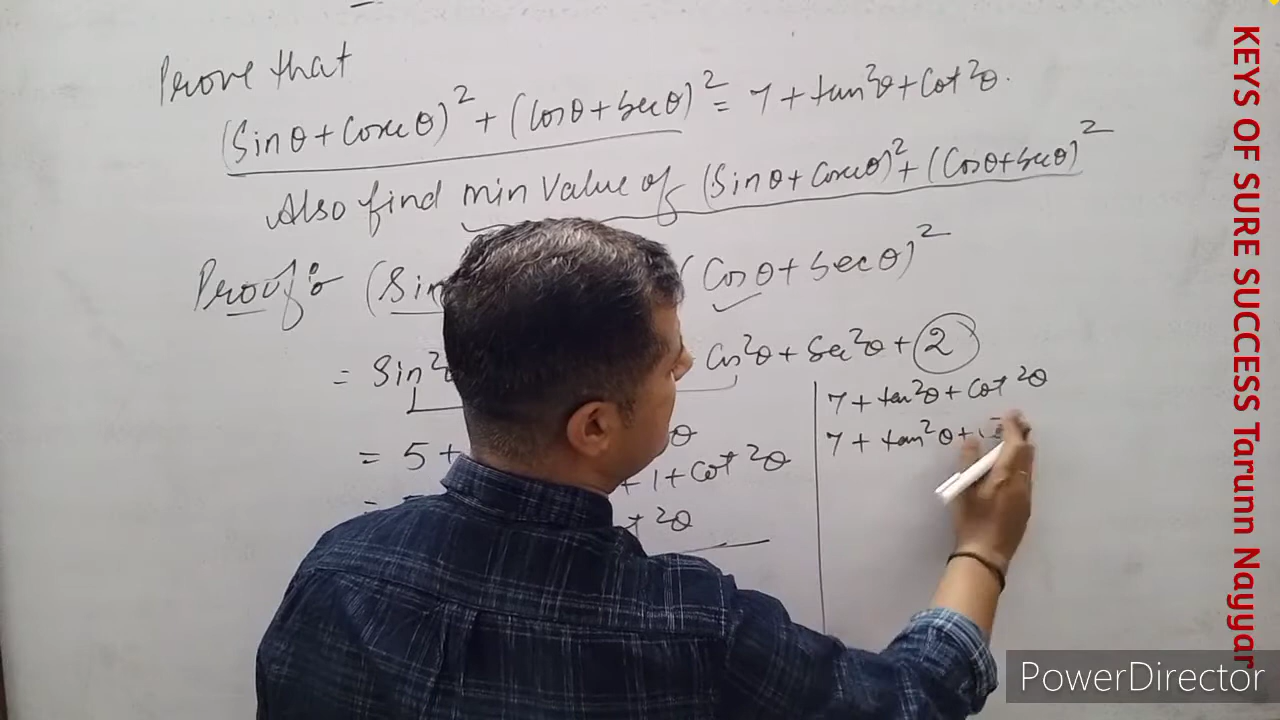 Prove that
(Sinθ + Cosecθ)² + (Cosθ + Secθ)² = 7 + tan²θ + Cot²θ.
Also find min value of (Sinθ + Cosecθ)² + (Cosθ + Secθ)²
Proof:- (Sin (Cosθ + Secθ)²
= Sin² Cos²θ + Sec²θ + 2
= 5 + θ
= + 1 + Cot²θ
t²θ
7 + tan²θ + Cot²θ
7 + tan²θ +
KEYS OF SURE SUCCESS Tarunn Nayyar
PowerDirector